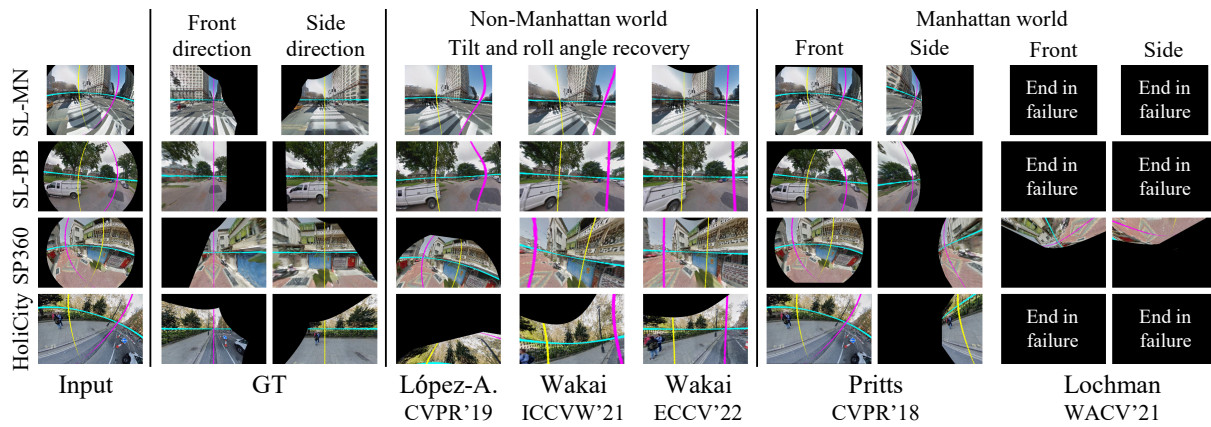 Non-Manhattan world
Manhattan world
Front direction
Side direction
Tilt and roll angle recovery
Front
Side
Front
Side
SL-MN
End in failure
End in failure
SL-PB
End in failure
End in failure
SP360
HoliCity
End in failure
End in failure
Input
GT
López-A.
CVPR'19
Wakai
ICCVW'21
Wakai
ECCV'22
Pritts
CVPR'18
Lochman
WACV'21